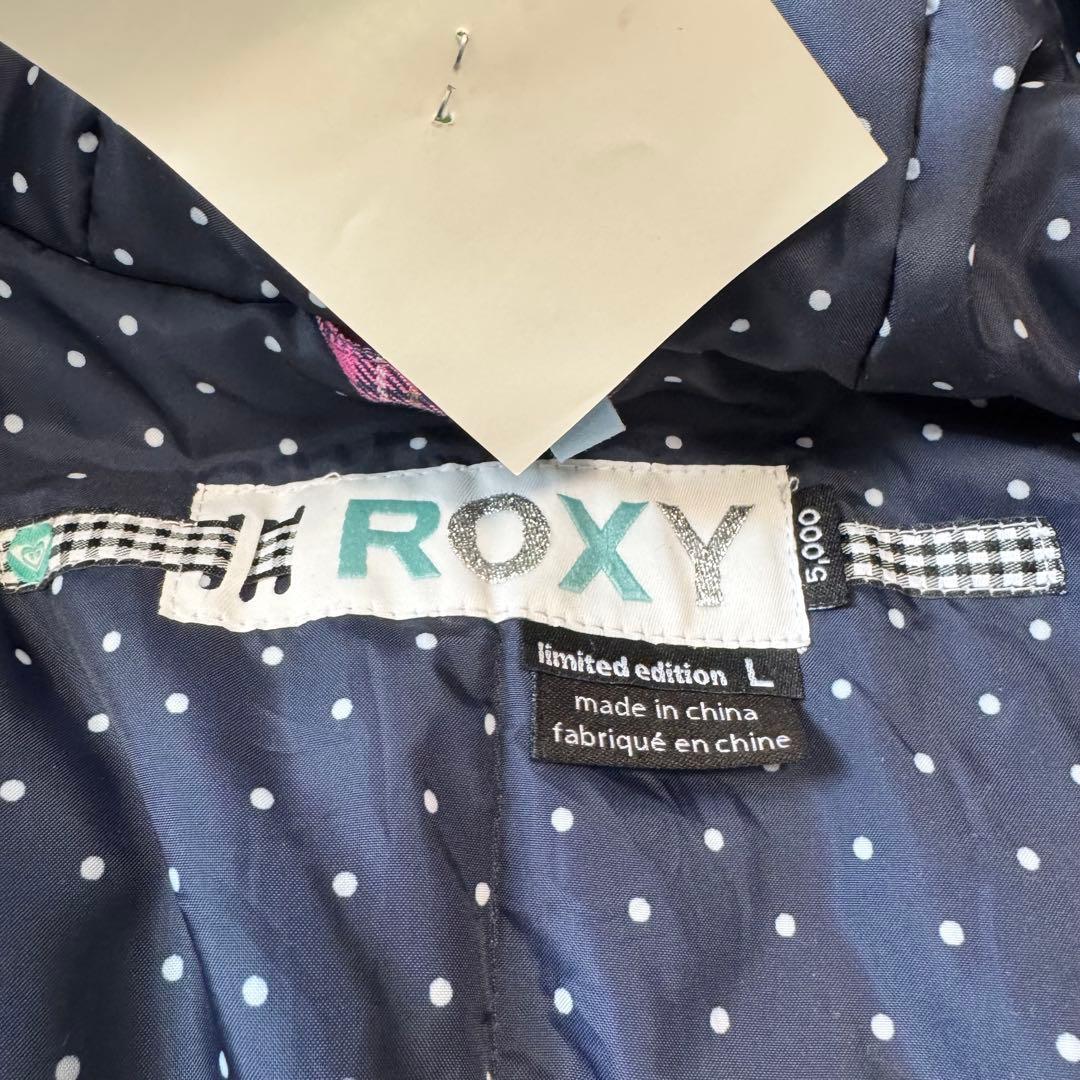 ROXY
5,000
limited edition L
made in china
fabriqué en chine